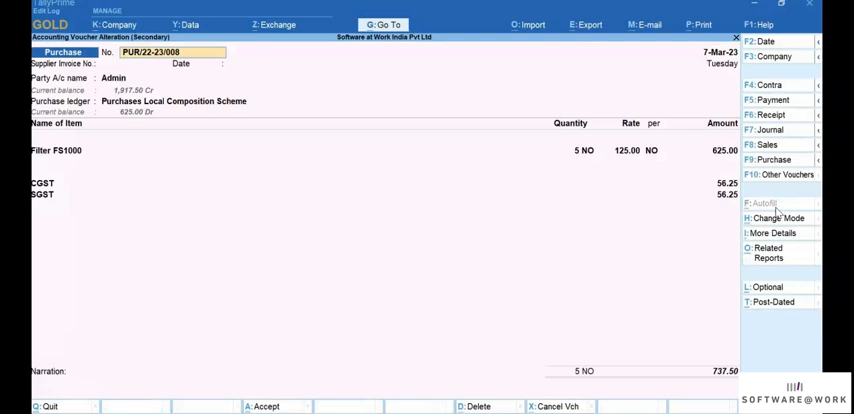 TallyPrime
Edit Log
GOLD
MANAGE
K: Company
Y: Data
Z: Exchange
G: Go To
O: Import
E: Export
M: E-mail
P: Print
F1: Help
Accounting Voucher Alteration (Secondary)
Software at Work India Pvt Ltd
Purchase No. PUR/22-23/008
7-Mar-23
Supplier Invoice No.: Date :
Tuesday
Party A/c name : Admin
Current balance : 1,917.50 Cr
Purchase ledger : Purchases Local Composition Scheme
Current balance : 625.00 Dr
Name of Item Quantity Rate per Amount
Filter FS1000 5 NO 125.00 NO 625.00
CGST 56.25
SGST 56.25
Narration: 5 NO 737.50
Q: Quit
A: Accept
D: Delete
X: Cancel Vch
F2: Date
F3: Company
F4: Contra
F5: Payment
F6: Receipt
F7: Journal
F8: Sales
F9: Purchase
F10: Other Vouchers
F: Autofill
H: Change Mode
I: More Details
O: Related
Reports
L: Optional
T: Post-Dated
SOFTWARE@WORK